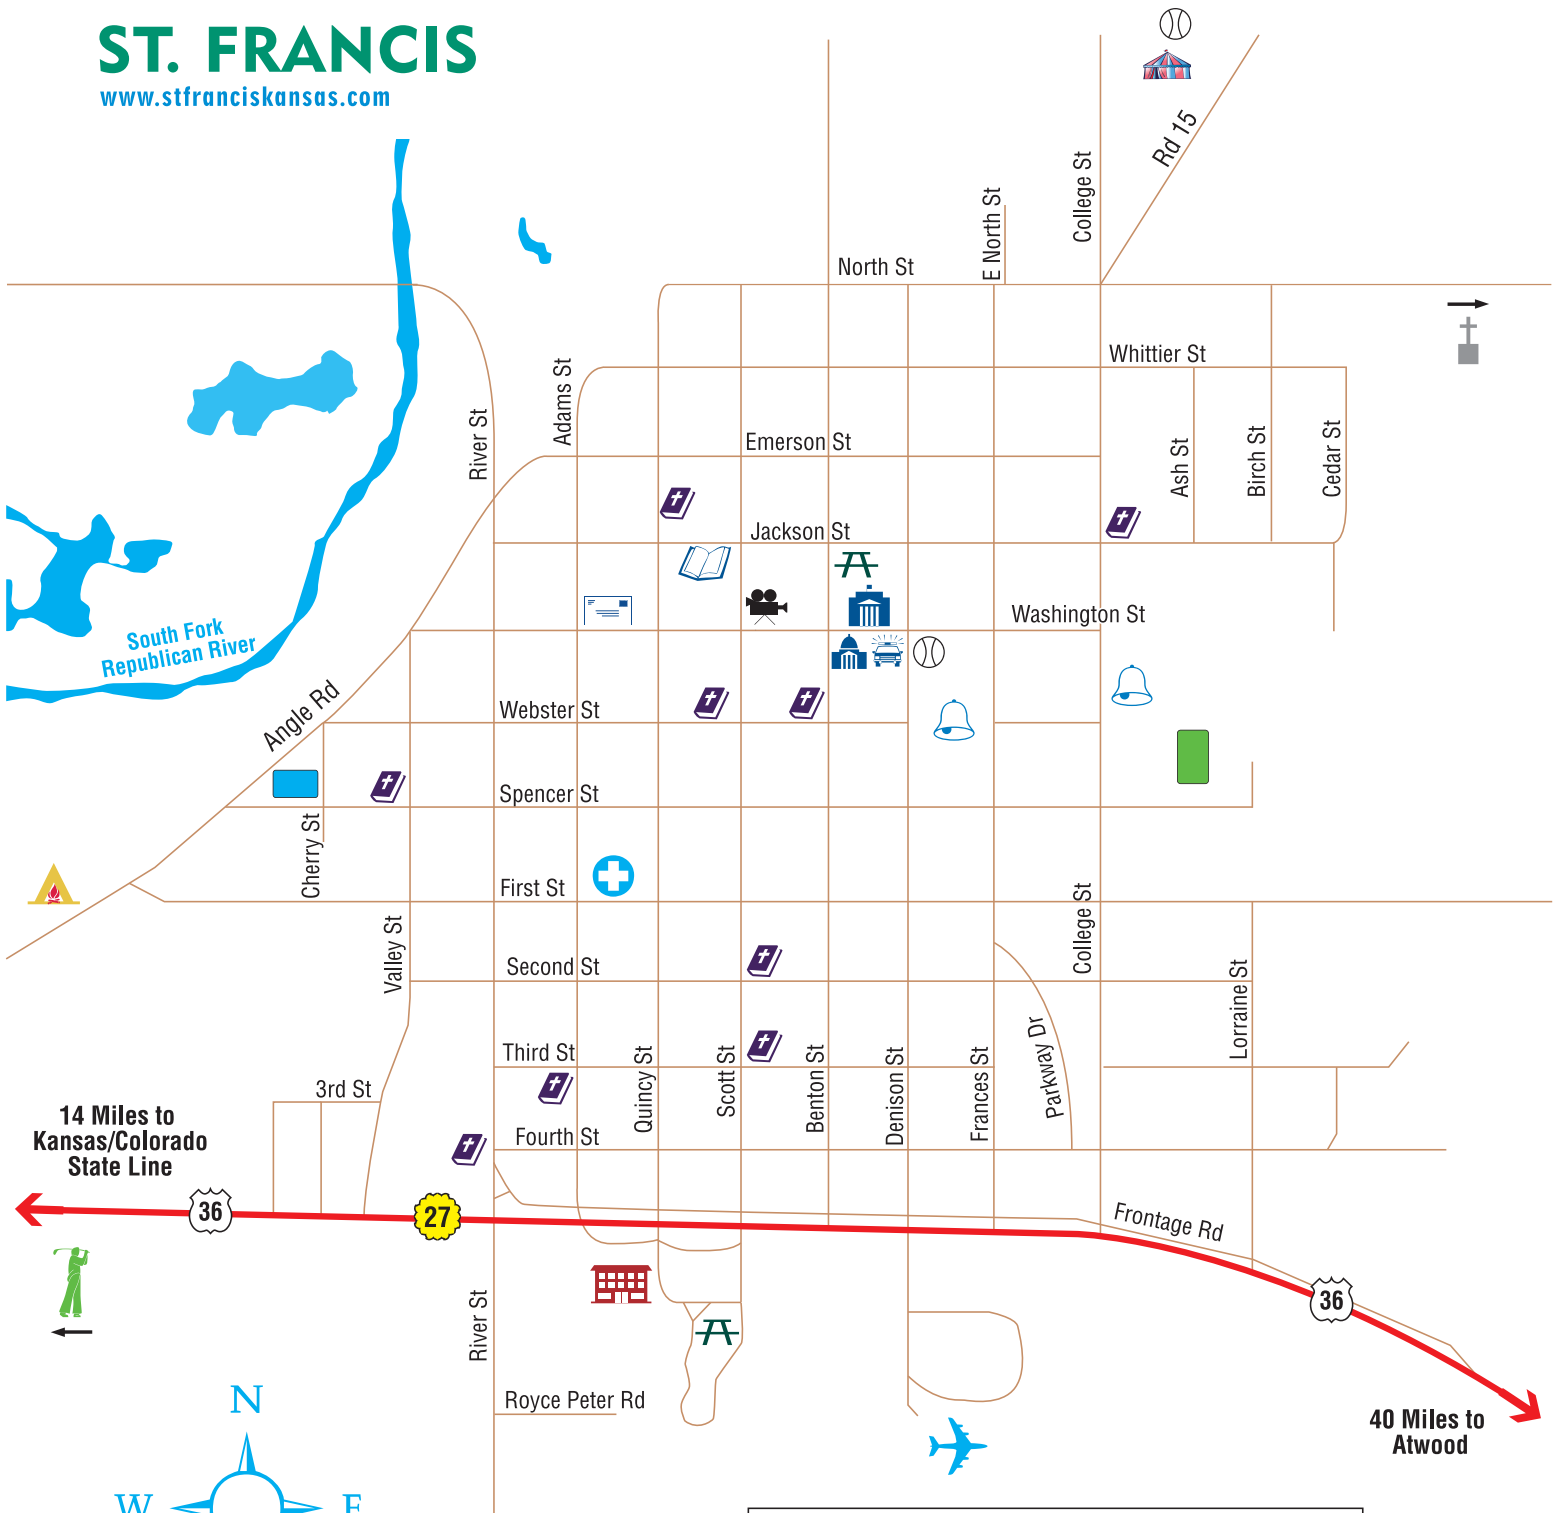 ST. FRANCIS
www.stfranciskansas.com
Rd 15
College St
E North St
North St
Whittier St
Adams St
River St
Emerson St
Ash St
Birch St
Cedar St
Jackson St
Washington St
South Fork
Republican River
Angle Rd
Webster St
Spencer St
Cherry St
First St
Valley St
College St
Second St
Lorraine St
Parkway Dr
Third St
Quincy St
Scott St
Benton St
Denison St
Frances St
3rd St
14 Miles to
Kansas/Colorado
State Line
Fourth St
36
27
Frontage Rd
36
River St
Royce Peter Rd
40 Miles to
Atwood
N
W E